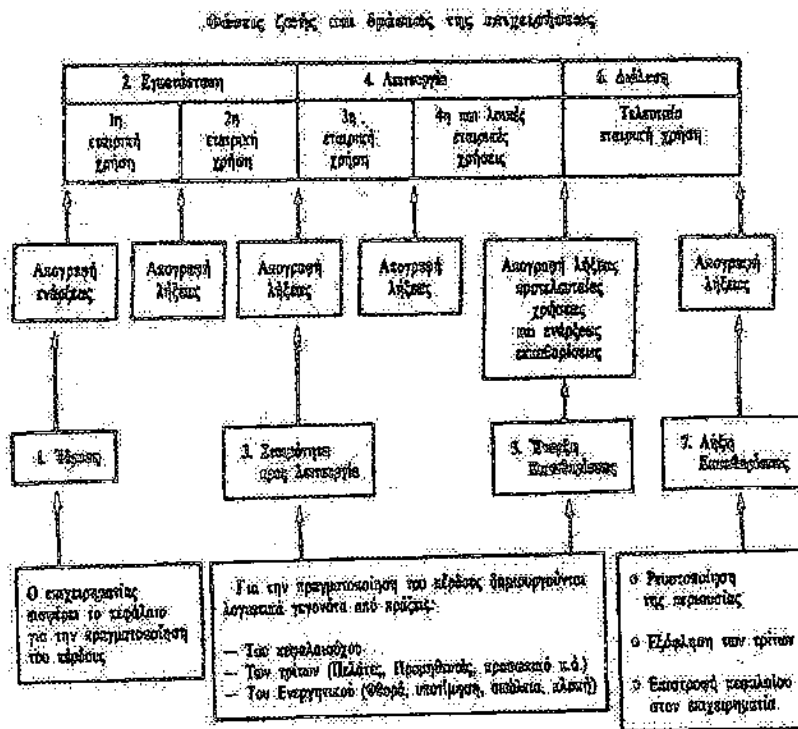 Φάσεις ζωής και δράσεως της επιχειρήσεως
2. Εγκατάσταση
4. Λειτουργία
6. Διάλυση
1η
εταιρική
χρήση
2η
εταιρική
χρήση
3η
εταιρική
χρήση
4η και λοιπές
εταιρικές
χρήσεις
Τελευταία
εταιρική χρήση
Απογραφή
ενάρξεως
Απογραφή
λήξεως
Απογραφή
λήξεως
Απογραφή
λήξεως
Απογραφή λήξεως
προτελευταίας
χρήσεως
και ενάρξεως
εκκαθαρίσεως
Απογραφή
λήξεως
1. Ίδρυση
3. Ετοιμότητα
προς λειτουργία
5. Έναρξη
Εκκαθαρίσεως
7. Λήξη
Εκκαθαρίσεως
Ο επιχειρηματίας
εισφέρει το κεφάλαιο
για την πραγματοποίηση
του κέρδους
Για την πραγματοποίηση του κέρδους δημιουργούνται
λογιστικά γεγονότα από πράξεις:
— Του κεφαλαιούχου
— Των τρίτων (Πελάτες, Προμηθευτές, προσωπικό κ.ά.)
— Του Ενεργητικού (Φθορά, υποτίμηση, απώλεια, κλοπή)
ο Ρευστοποίηση
της περιουσίας
ο Εξόφληση των τρίτων
ο Επιστροφή κεφαλαίου
στον επιχειρηματία.